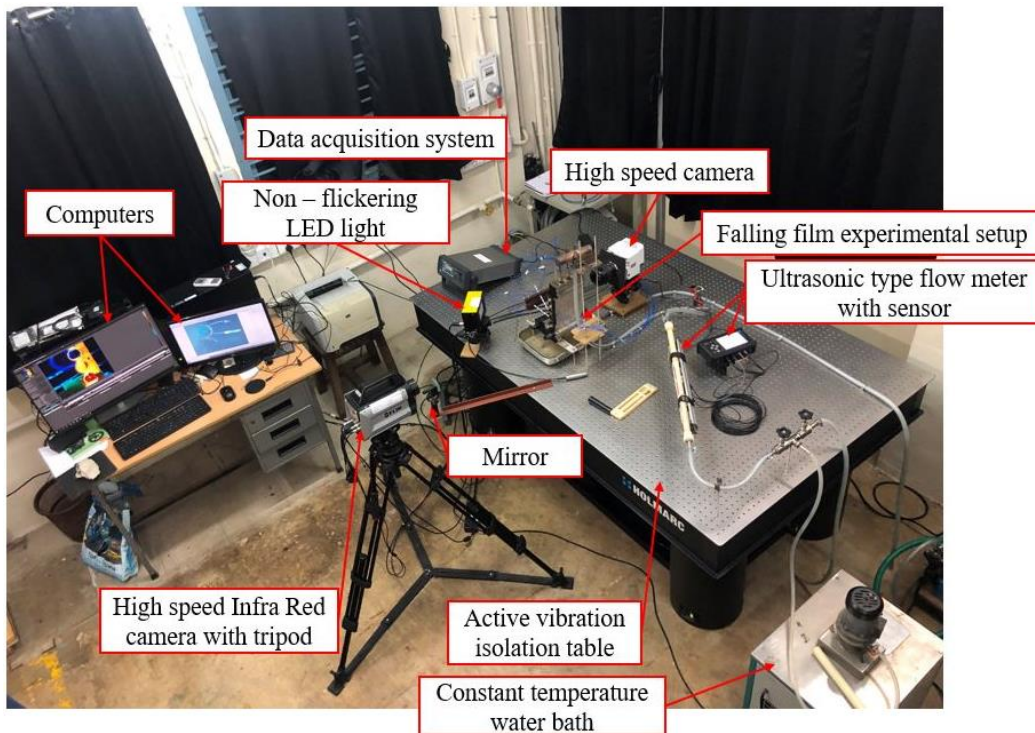 Data acquisition system
High speed camera
Non – flickering
LED light
Computers
Falling film experimental setup
Ultrasonic type flow meter
with sensor
Mirror
HOLMARC
High speed Infra Red
camera with tripod
Active vibration
isolation table
Constant temperature
water bath